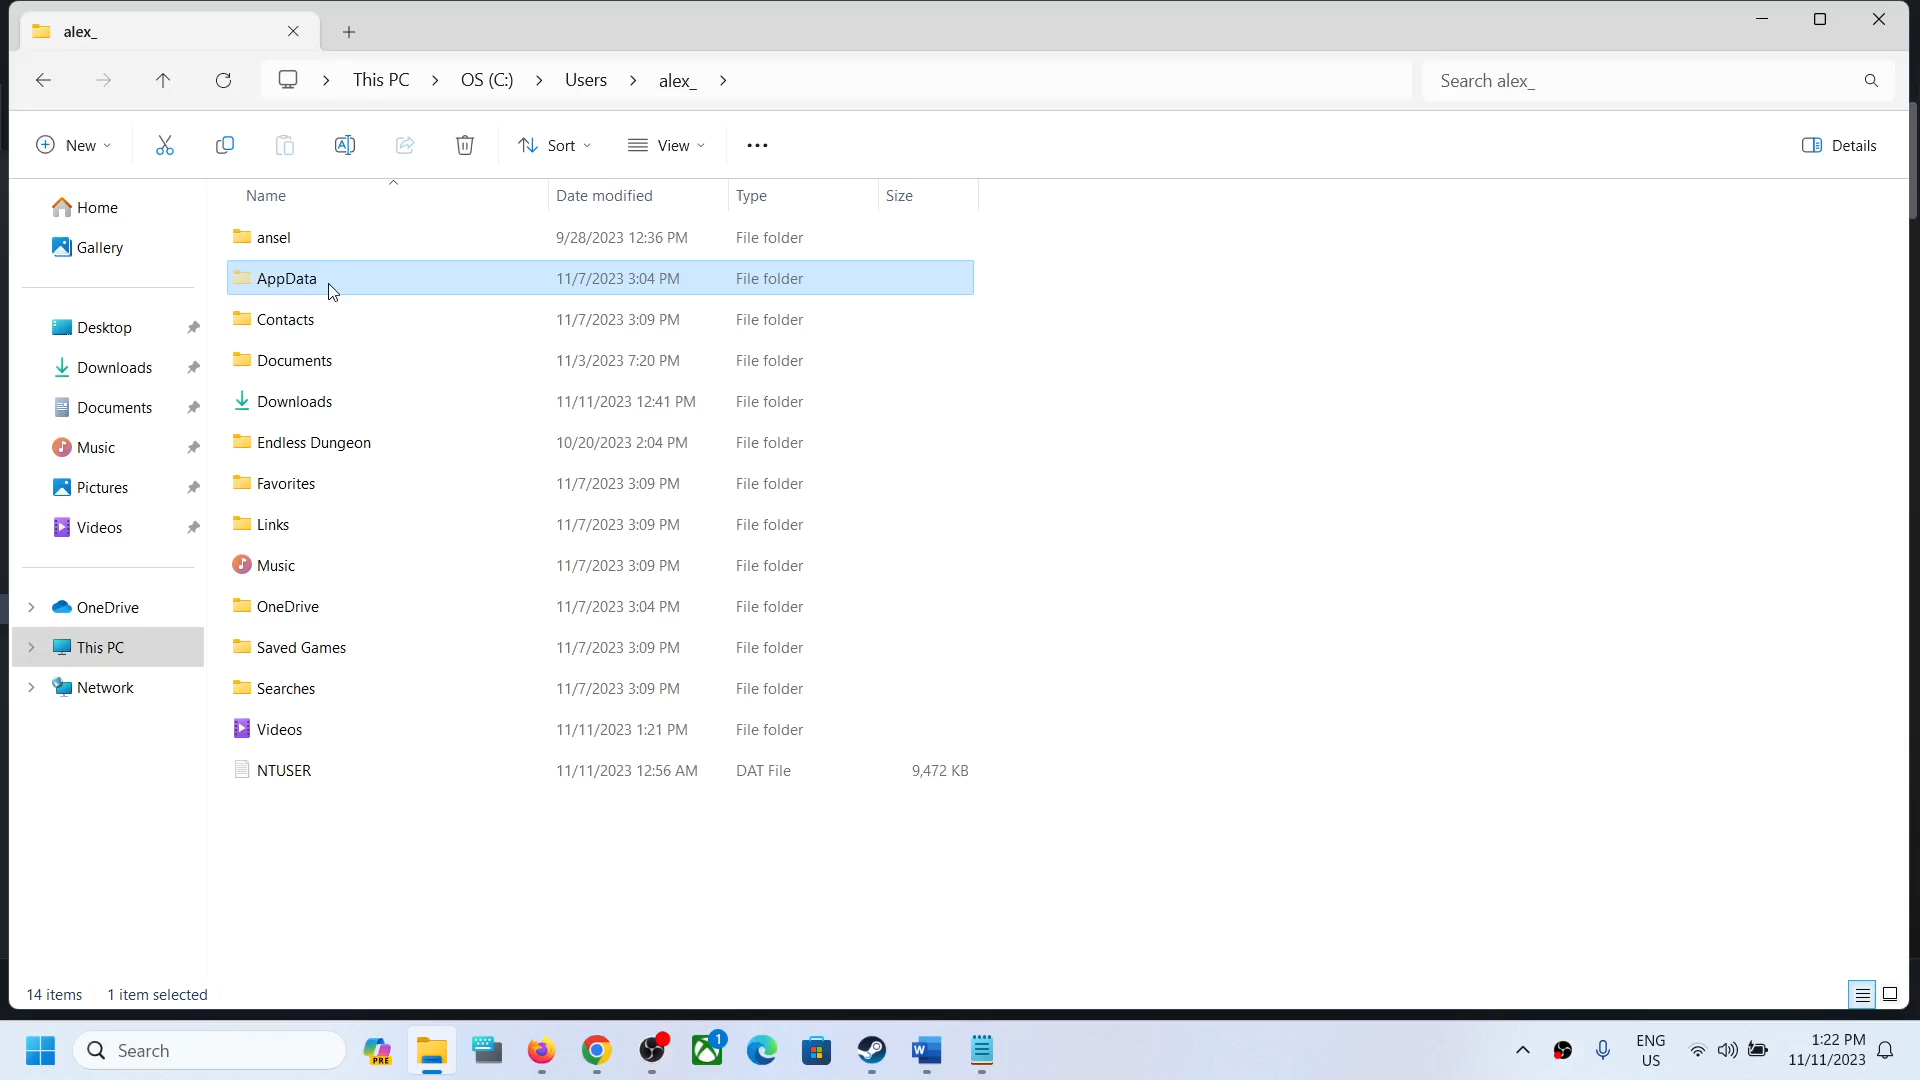 alex_
This PC > OS (C:) > Users > alex_ >
Search alex_
New
Sort
View
Details
Name Date modified Type Size
Home
Gallery
Desktop
Downloads
Documents
Music
Pictures
Videos
OneDrive
This PC
Network
ansel 9/28/2023 12:36 PM File folder
AppData 11/7/2023 3:04 PM File folder
Contacts 11/7/2023 3:09 PM File folder
Documents 11/3/2023 7:20 PM File folder
Downloads 11/11/2023 12:41 PM File folder
Endless Dungeon 10/20/2023 2:04 PM File folder
Favorites 11/7/2023 3:09 PM File folder
Links 11/7/2023 3:09 PM File folder
Music 11/7/2023 3:09 PM File folder
OneDrive 11/7/2023 3:04 PM File folder
Saved Games 11/7/2023 3:09 PM File folder
Searches 11/7/2023 3:09 PM File folder
Videos 11/11/2023 1:21 PM File folder
NTUSER 11/11/2023 12:56 AM DAT File 9,472 KB
14 items 1 item selected
Search
PRE
1
W
ENG
US
1:22 PM
11/11/2023